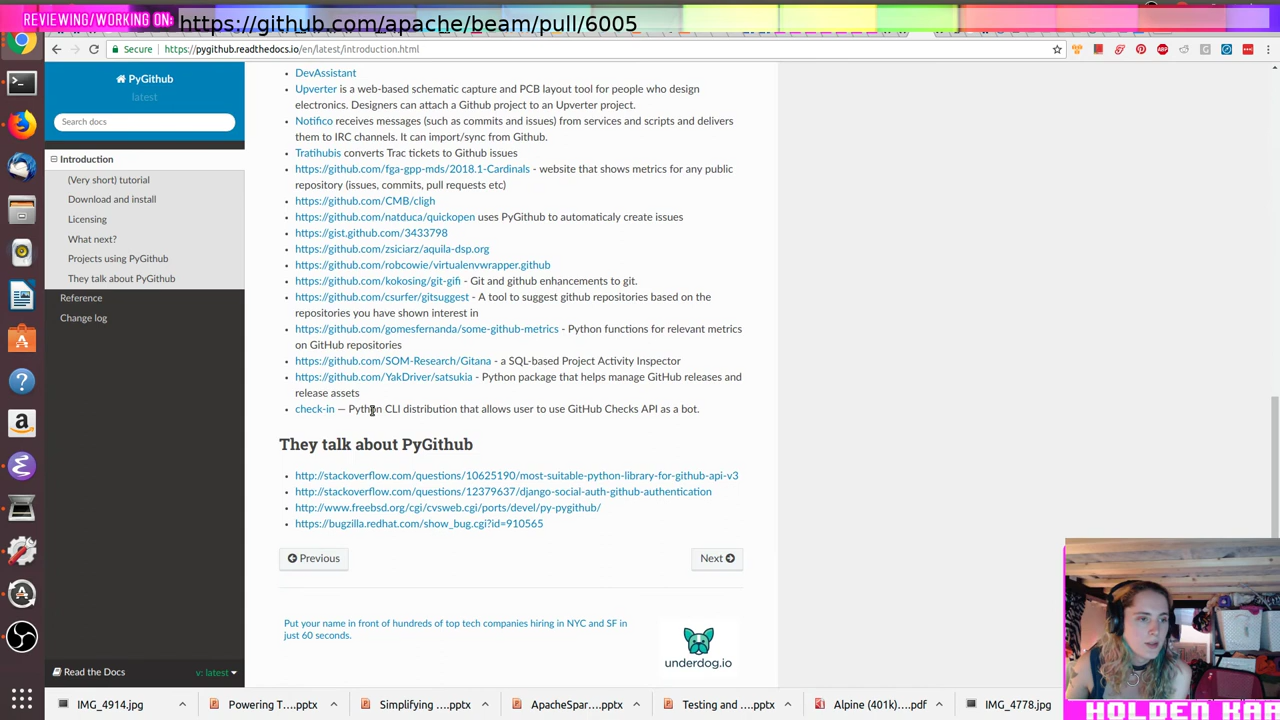 REVIEWING/WORKING ON: https://github.com/apache/beam/pull/6005
Secure https://pygithub.readthedocs.io/en/latest/introduction.html
PyGithub
latest
Search docs
Introduction
(Very short) tutorial
Download and install
Licensing
What next?
Projects using PyGithub
They talk about PyGithub
Reference
Change log
Read the Docs
v: latest
DevAssistant
Upverter is a web-based schematic capture and PCB layout tool for people who design
electronics. Designers can attach a Github project to an Upverter project.
Notifico receives messages (such as commits and issues) from services and scripts and delivers
them to IRC channels. It can import/sync from Github.
Tratihubis converts Trac tickets to Github issues
https://github.com/fga-gpp-mds/2018.1-Cardinals - website that shows metrics for any public
repository (issues, commits, pull requests etc)
https://github.com/CMB/cligh
https://github.com/natduca/quickopen uses PyGithub to automaticaly create issues
https://gist.github.com/3433798
https://github.com/zsiciarz/aquila-dsp.org
https://github.com/robcowie/virtualenvwrapper.github
https://github.com/kokosing/git-gifi - Git and github enhancements to git.
https://github.com/csurfer/gitsuggest - A tool to suggest github repositories based on the
repositories you have shown interest in
https://github.com/gomesfernanda/some-github-metrics - Python functions for relevant metrics
on GitHub repositories
https://github.com/SOM-Research/Gitana - a SQL-based Project Activity Inspector
https://github.com/YakDriver/satsukia - Python package that helps manage GitHub releases and
release assets
check-in — Python CLI distribution that allows user to use GitHub Checks API as a bot.
They talk about PyGithub
http://stackoverflow.com/questions/10625190/most-suitable-python-library-for-github-api-v3
http://stackoverflow.com/questions/12379637/django-social-auth-github-authentication
http://www.freebsd.org/cgi/cvsweb.cgi/ports/devel/py-pygithub/
https://bugzilla.redhat.com/show_bug.cgi?id=910565
Previous
Next
Put your name in front of hundreds of top tech companies hiring in NYC and SF in
just 60 seconds.
underdog.io
IMG_4914.jpg
Powering T....pptx
Simplifying ....pptx
ApacheSpar....pptx
Testing and ....pptx
Alpine (401k)....pdf
IMG_4778.jpg
HOLDEN KAR